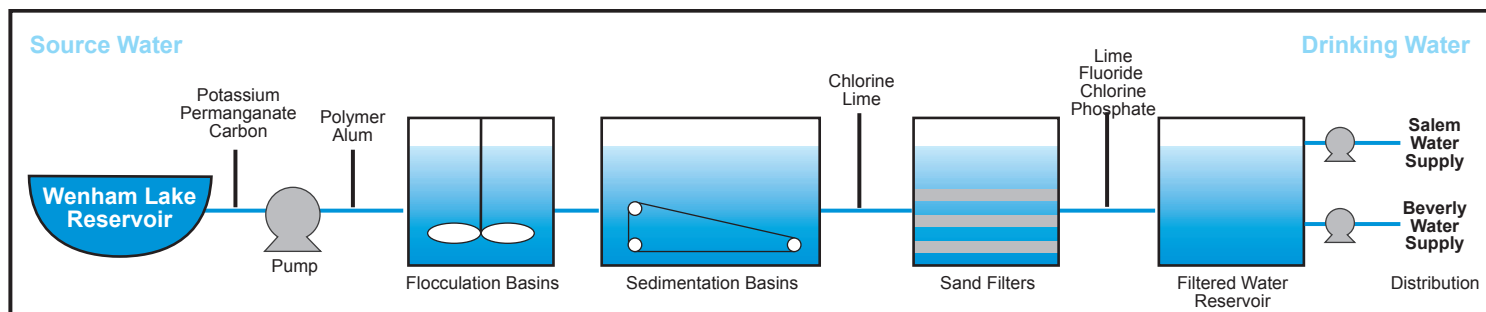 Source Water
Drinking Water
Potassium
Permanganate
Carbon
Polymer
Alum
Chlorine
Lime
Lime
Fluoride
Chlorine
Phosphate
Wenham Lake
Reservoir
Pump
Flocculation Basins
Sedimentation Basins
Sand Filters
Filtered Water
Reservoir
Salem
Water
Supply
Beverly
Water
Supply
Distribution